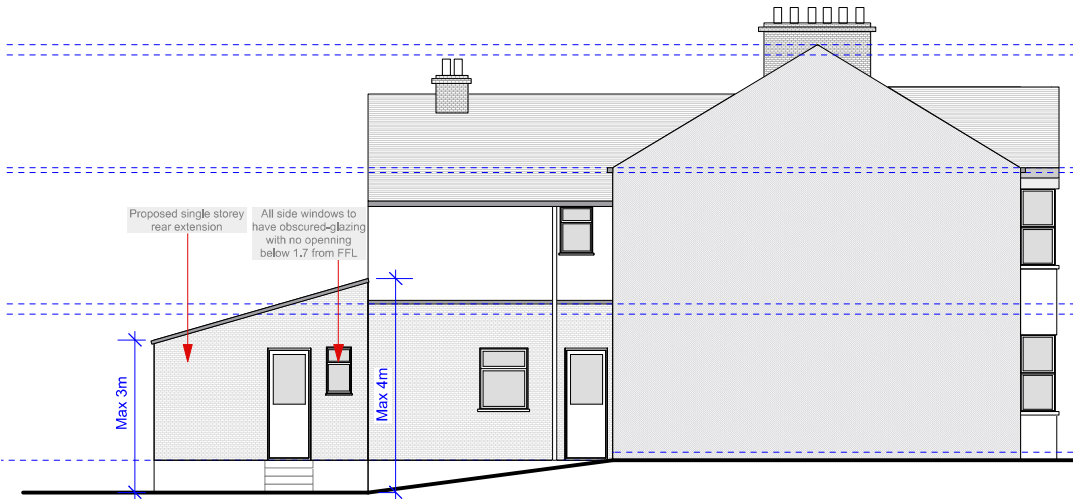 Proposed single storey
rear extension
All side windows to
have obscured-glazing
with no openning
below 1.7 from FFL
Max 3m
Max 4m